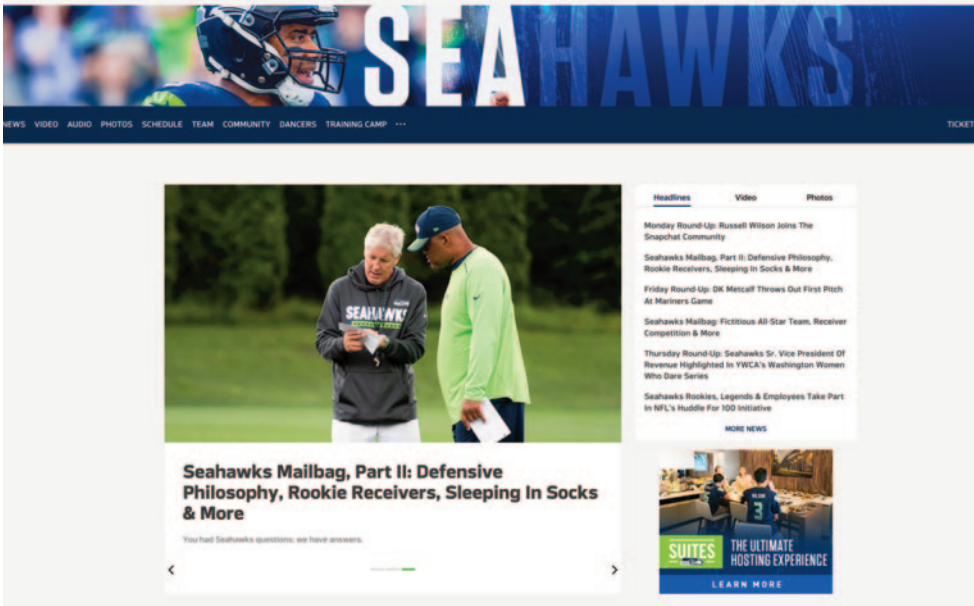 SEAHAWKS
NEWS VIDEO AUDIO PHOTOS SCHEDULE TEAM COMMUNITY DANCERS TRAINING CAMP ••• TICKET
SEAHAWKS
Seahawks Mailbag, Part II: Defensive
Philosophy, Rookie Receivers, Sleeping In Socks
& More
You had Seahawks questions; we have answers.
Headlines Video Photos
Monday Round-Up: Russell Wilson Joins The
Snapchat Community
Seahawks Mailbag, Part II: Defensive Philosophy,
Rookie Receivers, Sleeping In Socks & More
Friday Round-Up: DK Metcalf Throws Out First Pitch
At Mariners Game
Seahawks Mailbag: Fictitious All-Star Team, Receiver
Competition & More
Thursday Round-Up: Seahawks Sr. Vice President Of
Revenue Highlighted In YWCA's Washington Women
Who Dare Series
Seahawks Rookies, Legends & Employees Take Part
In NFL's Huddle For 100 Initiative
MORE NEWS
WILSON
3
SUITES
THE ULTIMATE
HOSTING EXPERIENCE
LEARN MORE